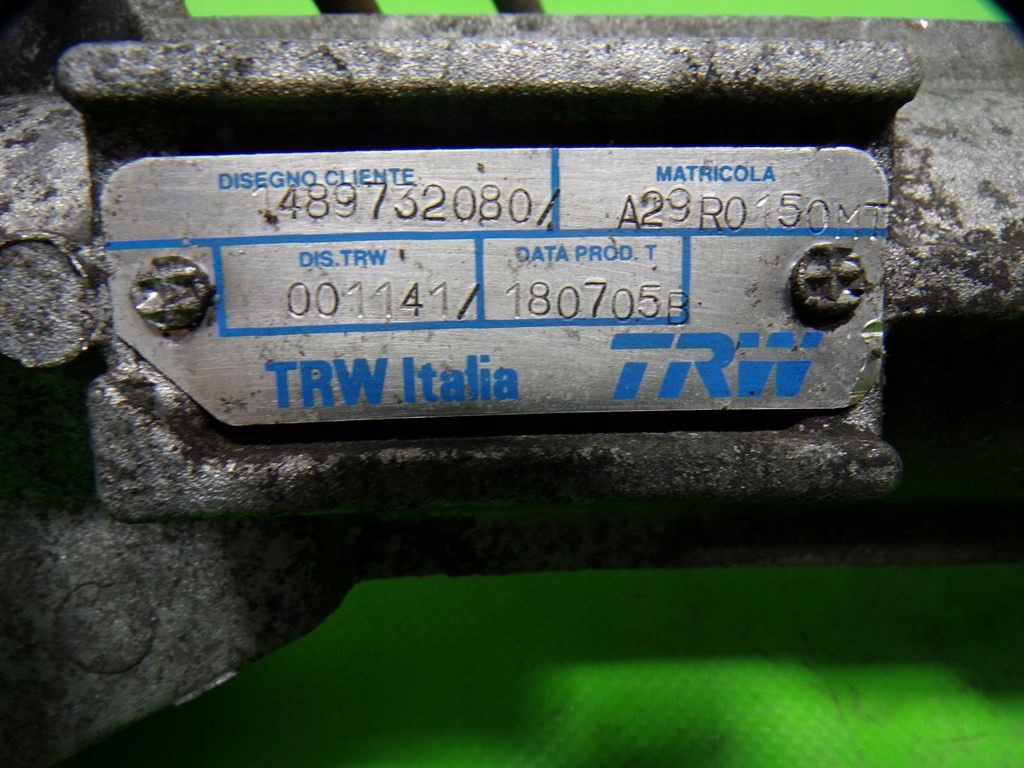 DISEGNO CLIENTE MATRICOLA
1489732080/ A29R0150MT
DIS.TRW DATA PROD. T
001141/ 180705B
TRW Italia TRW